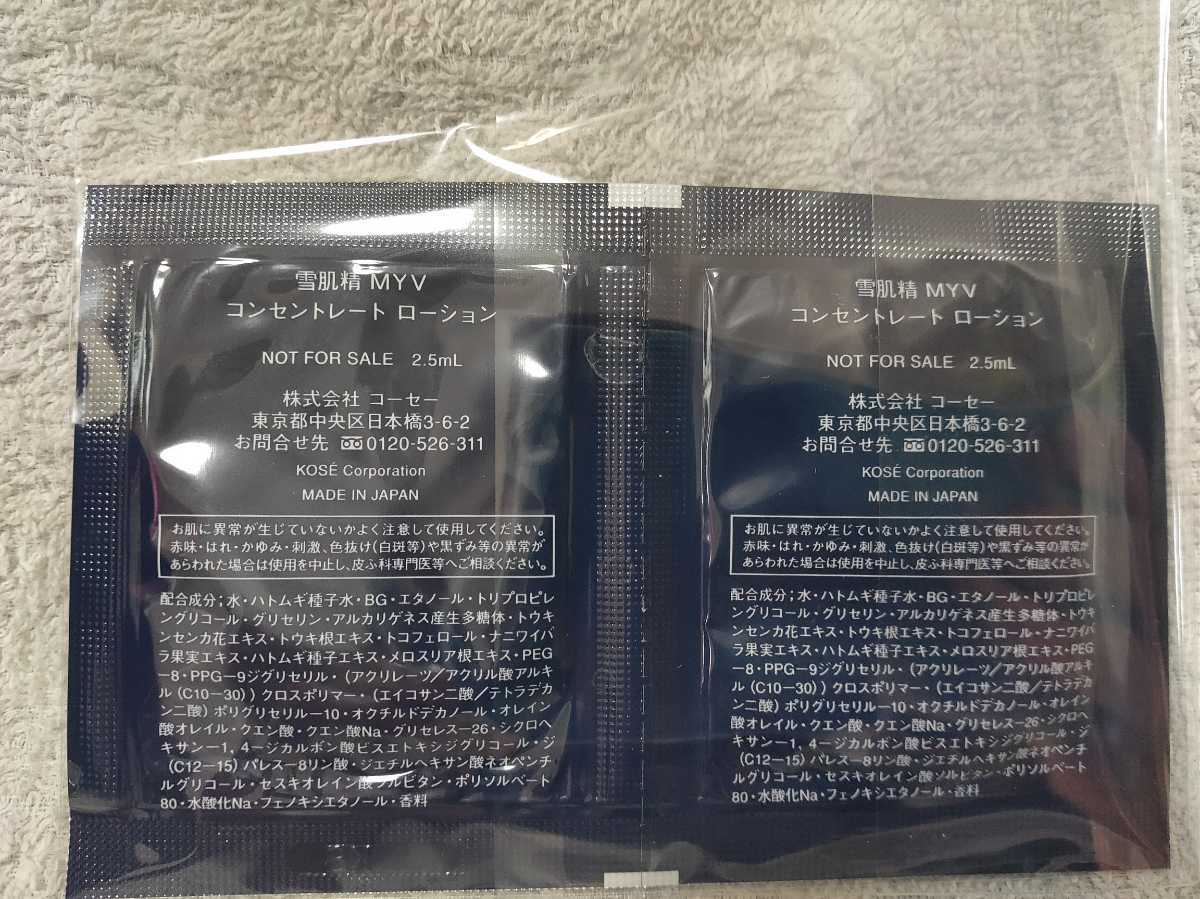 雪肌精 MYV
コンセントレート ローション
NOT FOR SALE 2.5mL
株式会社 コーセー
東京都中央区日本橋3-6-2
お問合せ先 0120-526-311
KOSÉ Corporation
MADE IN JAPAN
お肌に異常が生じていないかよく注意して使用してください。
赤味・はれ・かゆみ・刺激、色抜け(白斑等)や黒ずみ等の異常が
あらわれた場合は使用を中止し、皮ふ科専門医等へご相談ください。
配合成分;水・ハトムギ種子水・BG・エタノール・トリプロピレ
ングリコール・グリセリン・アルカリゲネス産生多糖体・トウキ
ンセンカ花エキス・トウキ根エキス・トコフェロール・ナニワイバ
ラ果実エキス・ハトムギ種子エキス・メロスリア根エキス・PEG
-8・PPG-9ジグリセリル・(アクリレーツ/アクリル酸アルキ
ル(C10-30))クロスポリマー・(エイコサン二酸/テトラデカ
ン二酸)ポリグリセリル-10・オクチルドデカノール・オレイン
酸オレイル・クエン酸・クエン酸Na・グリセレス-26・シクロヘ
キサン-1,4-ジカルボン酸ビスエトキシジグリコール・ジ
(C12-15)パレス-8リン酸・ジエチルヘキサン酸ネオペンチ
ルグリコール・セスキオレイン酸ソルビタン・ポリソルベート
80・水酸化Na・フェノキシエタノール・香料
雪肌精 MYV
コンセントレート ローション
NOT FOR SALE 2.5mL
株式会社 コーセー
東京都中央区日本橋3-6-2
お問合せ先 0120-526-311
KOSÉ Corporation
MADE IN JAPAN
お肌に異常が生じていないかよく注意して使用してください。
赤味・はれ・かゆみ・刺激、色抜け(白斑等)や黒ずみ等の異常が
あらわれた場合は使用を中止し、皮ふ科専門医等へご相談ください。
配合成分;水・ハトムギ種子水・BG・エタノール・トリプロピレ
ングリコール・グリセリン・アルカリゲネス産生多糖体・トウキ
ンセンカ花エキス・トウキ根エキス・トコフェロール・ナニワイバ
ラ果実エキス・ハトムギ種子エキス・メロスリア根エキス・PEG
-8・PPG-9ジグリセリル・(アクリレーツ/アクリル酸アルキ
ル(C10-30))クロスポリマー・(エイコサン二酸/テトラデカ
ン二酸)ポリグリセリル-10・オクチルドデカノール・オレイン
酸オレイル・クエン酸・クエン酸Na・グリセレス-26・シクロヘ
キサン-1,4-ジカルボン酸ビスエトキシジグリコール・ジ
(C12-15)パレス-8リン酸・ジエチルヘキサン酸ネオペンチ
ルグリコール・セスキオレイン酸ソルビタン・ポリソルベート
80・水酸化Na・フェノキシエタノール・香料